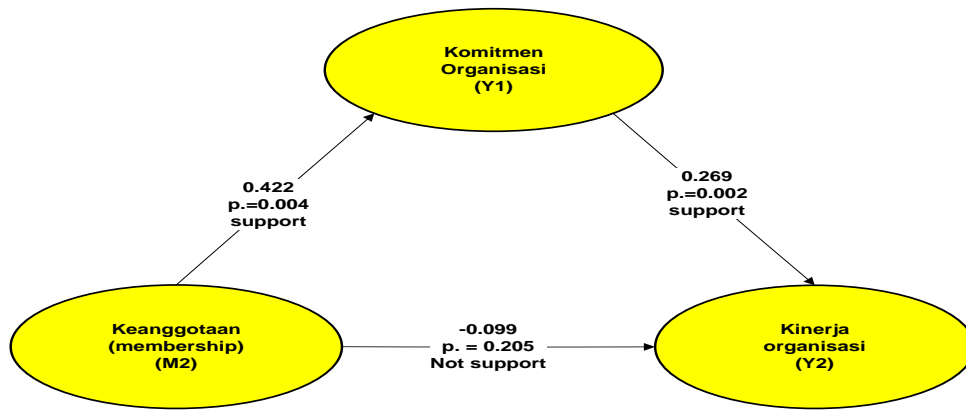 Komitmen
Organisasi
(Y1)
0.422
p.=0.004
support
0.269
p.=0.002
support
Keanggotaan
(membership)
(M2)
-0.099
p. = 0.205
Not support
Kinerja
organisasi
(Y2)